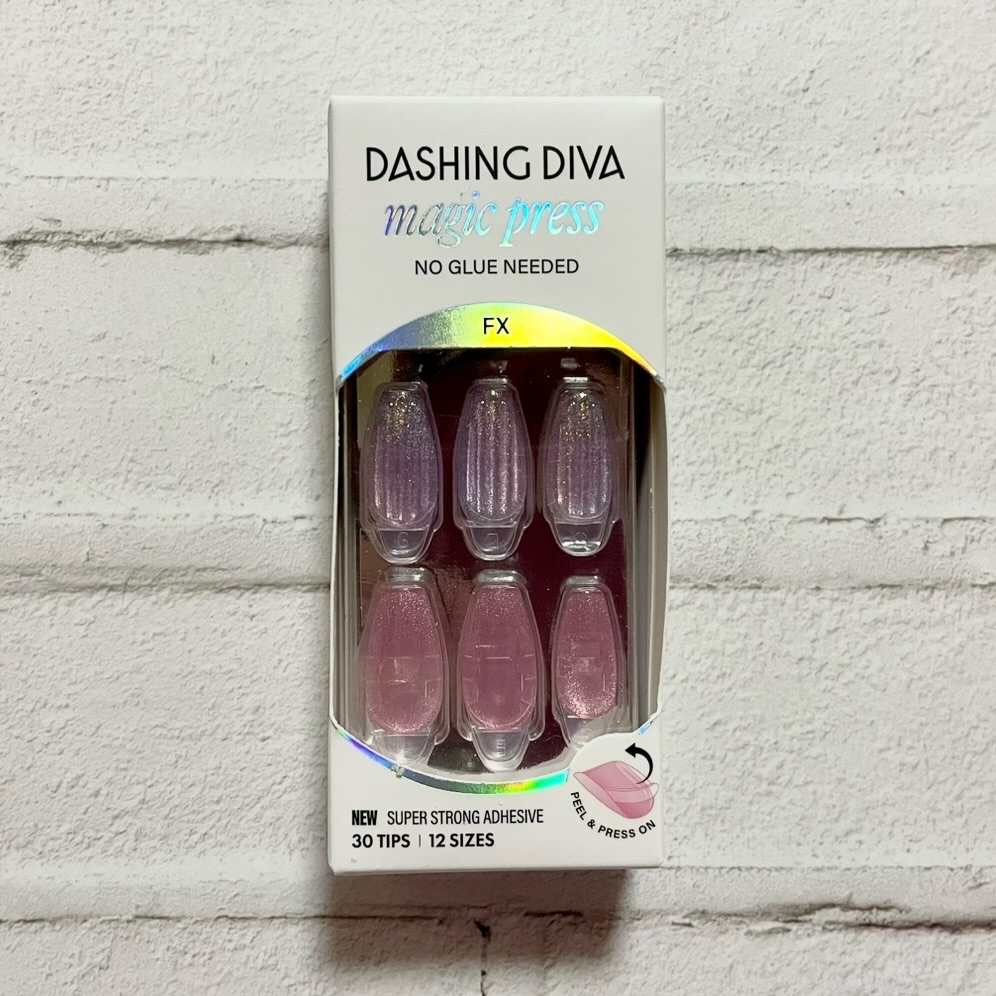 DASHING DIVA
magic press
NO GLUE NEEDED
FX
NEW SUPER STRONG ADHESIVE
30 TIPS | 12 SIZES
PEEL & PRESS ON